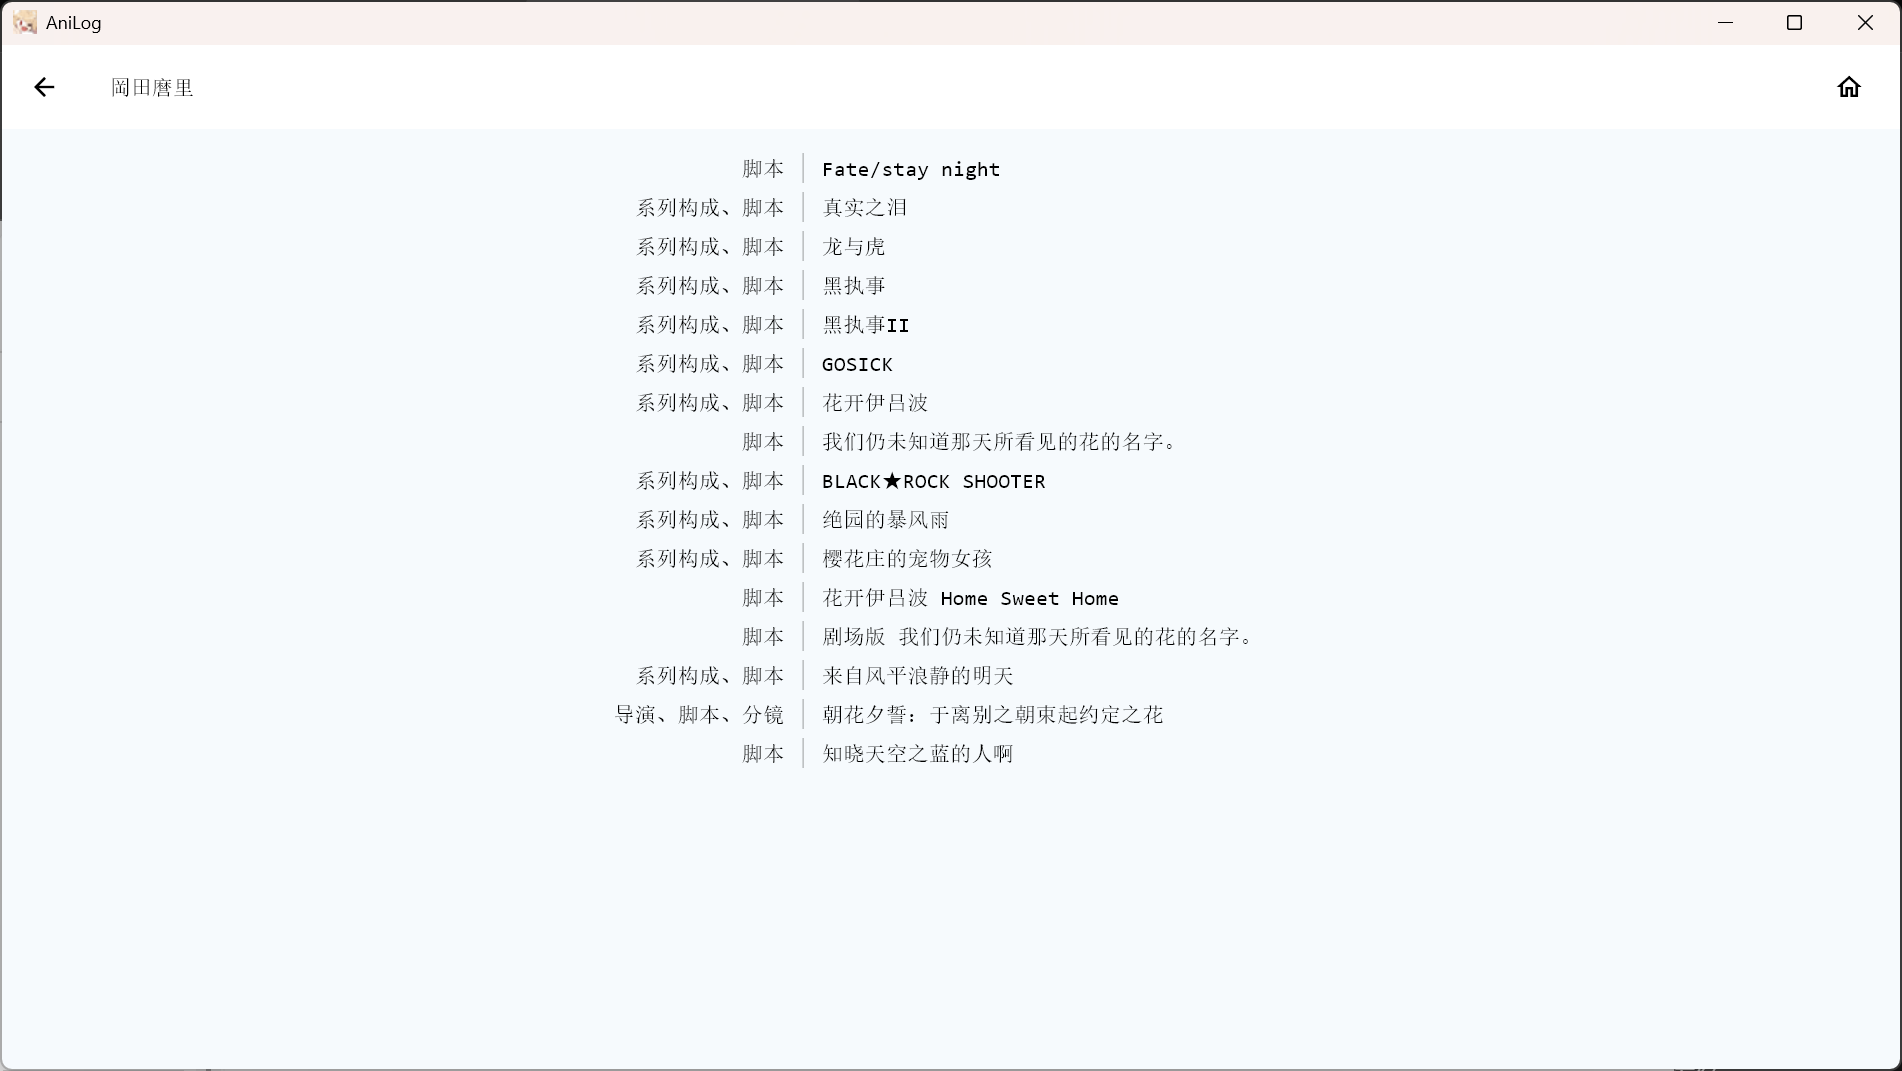 AniLog
岡田麿里
脚本 Fate/stay night
系列构成、脚本 真实之泪
系列构成、脚本 龙与虎
系列构成、脚本 黑执事
系列构成、脚本 黑执事II
系列构成、脚本 GOSICK
系列构成、脚本 花开伊吕波
脚本 我们仍未知道那天所看见的花的名字。
系列构成、脚本 BLACK★ROCK SHOOTER
系列构成、脚本 绝园的暴风雨
系列构成、脚本 樱花庄的宠物女孩
脚本 花开伊吕波 Home Sweet Home
脚本 剧场版 我们仍未知道那天所看见的花的名字。
系列构成、脚本 来自风平浪静的明天
导演、脚本、分镜 朝花夕誓：于离别之朝束起约定之花
脚本 知晓天空之蓝的人啊